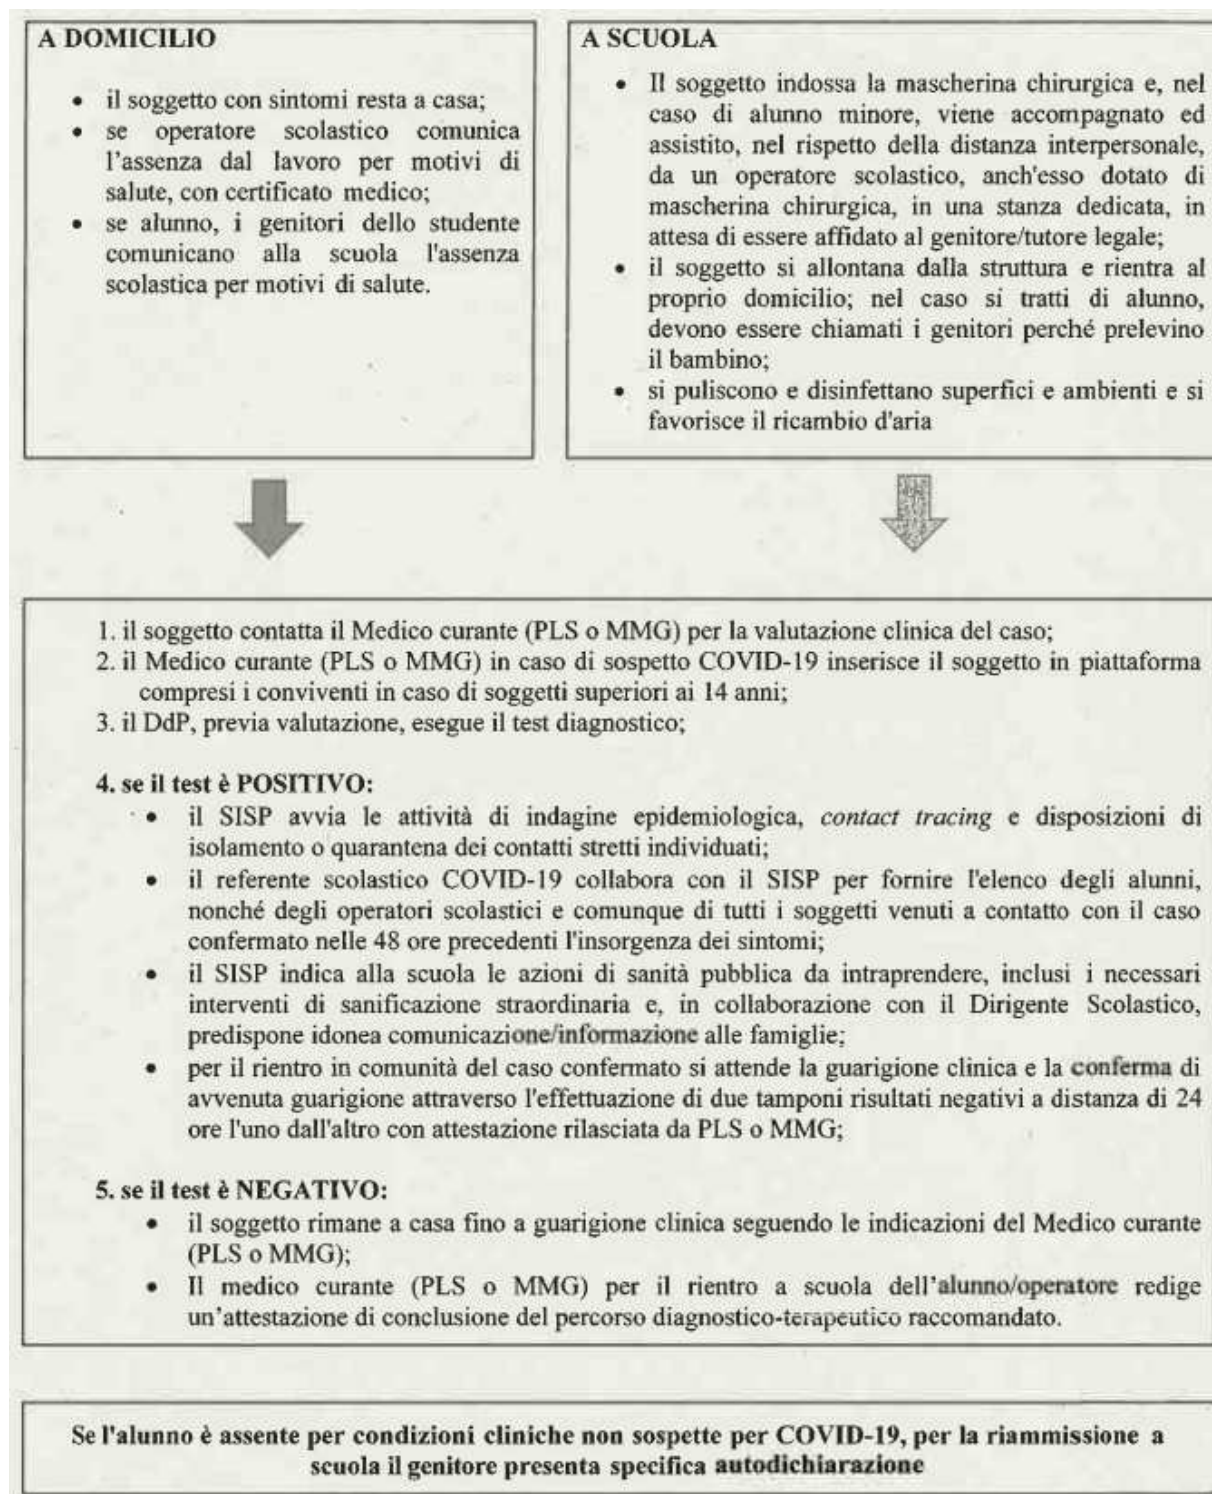 A DOMICILIO
• il soggetto con sintomi resta a casa;
• se operatore scolastico comunica
l'assenza dal lavoro per motivi di
salute, con certificato medico;
• se alunno, i genitori dello studente
comunicano alla scuola l'assenza
scolastica per motivi di salute.
A SCUOLA
• Il soggetto indossa la mascherina chirurgica e, nel
caso di alunno minore, viene accompagnato ed
assistito, nel rispetto della distanza interpersonale,
da un operatore scolastico, anch'esso dotato di
mascherina chirurgica, in una stanza dedicata, in
attesa di essere affidato al genitore/tutore legale;
• il soggetto si allontana dalla struttura e rientra al
proprio domicilio; nel caso si tratti di alunno,
devono essere chiamati i genitori perché prelevino
il bambino;
• si puliscono e disinfettano superfici e ambienti e si
favorisce il ricambio d'aria
1. il soggetto contatta il Medico curante (PLS o MMG) per la valutazione clinica del caso;
2. il Medico curante (PLS o MMG) in caso di sospetto COVID-19 inserisce il soggetto in piattaforma
compresi i conviventi in caso di soggetti superiori ai 14 anni;
3. il DdP, previa valutazione, esegue il test diagnostico;
4. se il test è POSITIVO:
• il SISP avvia le attività di indagine epidemiologica, contact tracing e disposizioni di
isolamento o quarantena dei contatti stretti individuati;
• il referente scolastico COVID-19 collabora con il SISP per fornire l'elenco degli alunni,
nonché degli operatori scolastici e comunque di tutti i soggetti venuti a contatto con il caso
confermato nelle 48 ore precedenti l'insorgenza dei sintomi;
• il SISP indica alla scuola le azioni di sanità pubblica da intraprendere, inclusi i necessari
interventi di sanificazione straordinaria e, in collaborazione con il Dirigente Scolastico,
predispone idonea comunicazione/informazione alle famiglie;
• per il rientro in comunità del caso confermato si attende la guarigione clinica e la conferma di
avvenuta guarigione attraverso l'effettuazione di due tamponi risultati negativi a distanza di 24
ore l'uno dall'altro con attestazione rilasciata da PLS o MMG;
5. se il test è NEGATIVO:
• il soggetto rimane a casa fino a guarigione clinica seguendo le indicazioni del Medico curante
(PLS o MMG);
• Il medico curante (PLS o MMG) per il rientro a scuola dell'alunno/operatore redige
un'attestazione di conclusione del percorso diagnostico-terapeutico raccomandato.
Se l'alunno è assente per condizioni cliniche non sospette per COVID-19, per la riammissione a
scuola il genitore presenta specifica autodichiarazione